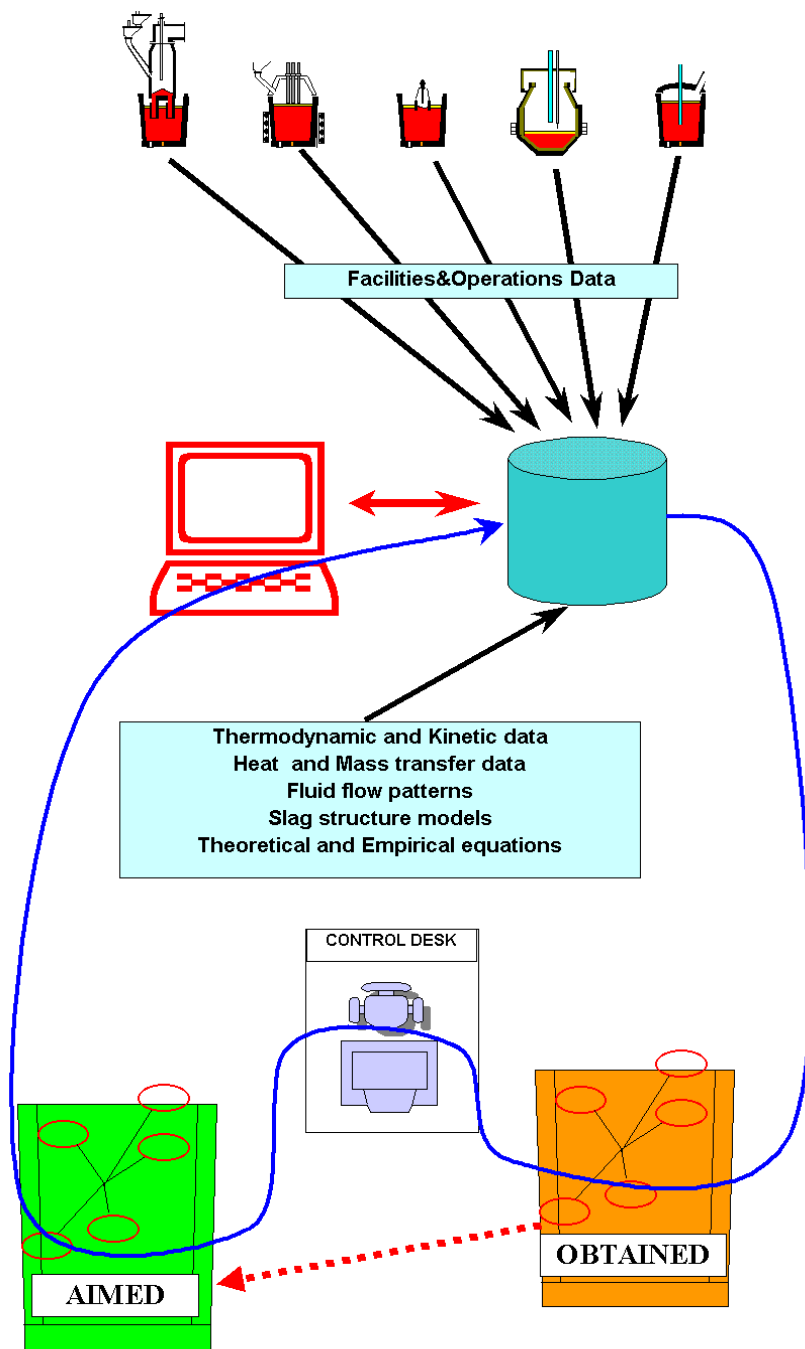 Facilities&Operations Data
Thermodynamic and Kinetic data
Heat and Mass transfer data
Fluid flow patterns
Slag structure models
Theoretical and Empirical equations
CONTROL DESK
OBTAINED
AIMED